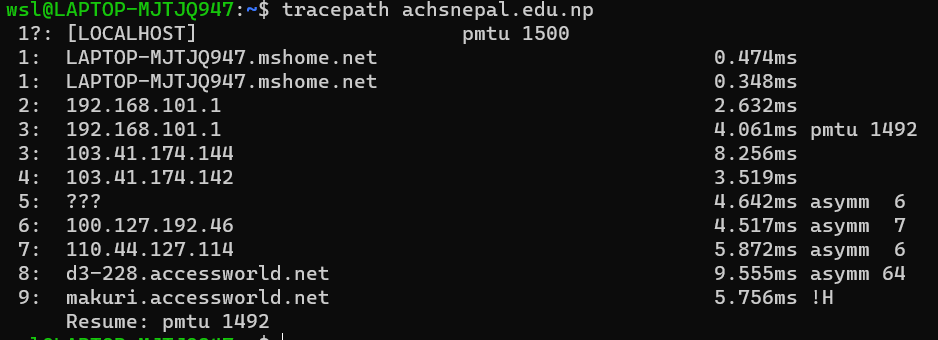 wsl@LAPTOP-MJTJQ947:~$ tracepath achsnepal.edu.np
1?: [LOCALHOST] pmtu 1500
1: LAPTOP-MJTJQ947.mshome.net 0.474ms
1: LAPTOP-MJTJQ947.mshome.net 0.348ms
2: 192.168.101.1 2.632ms
3: 192.168.101.1 4.061ms pmtu 1492
3: 103.41.174.144 8.256ms
4: 103.41.174.142 3.519ms
5: ??? 4.642ms asymm 6
6: 100.127.192.46 4.517ms asymm 7
7: 110.44.127.114 5.872ms asymm 6
8: d3-228.accessworld.net 9.555ms asymm 64
9: makuri.accessworld.net 5.756ms !H
Resume: pmtu 1492
wsl@LAPTOP-MJTJQ947:~$